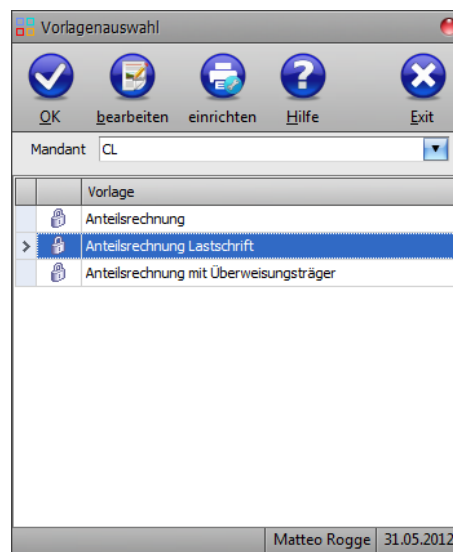 Vorlagenauswahl
OK bearbeiten einrichten Hilfe Exit
Mandant CL
Vorlage
Anteilsrechnung
Anteilsrechnung Lastschrift
Anteilsrechnung mit Überweisungsträger
Matteo Rogge 31.05.2012